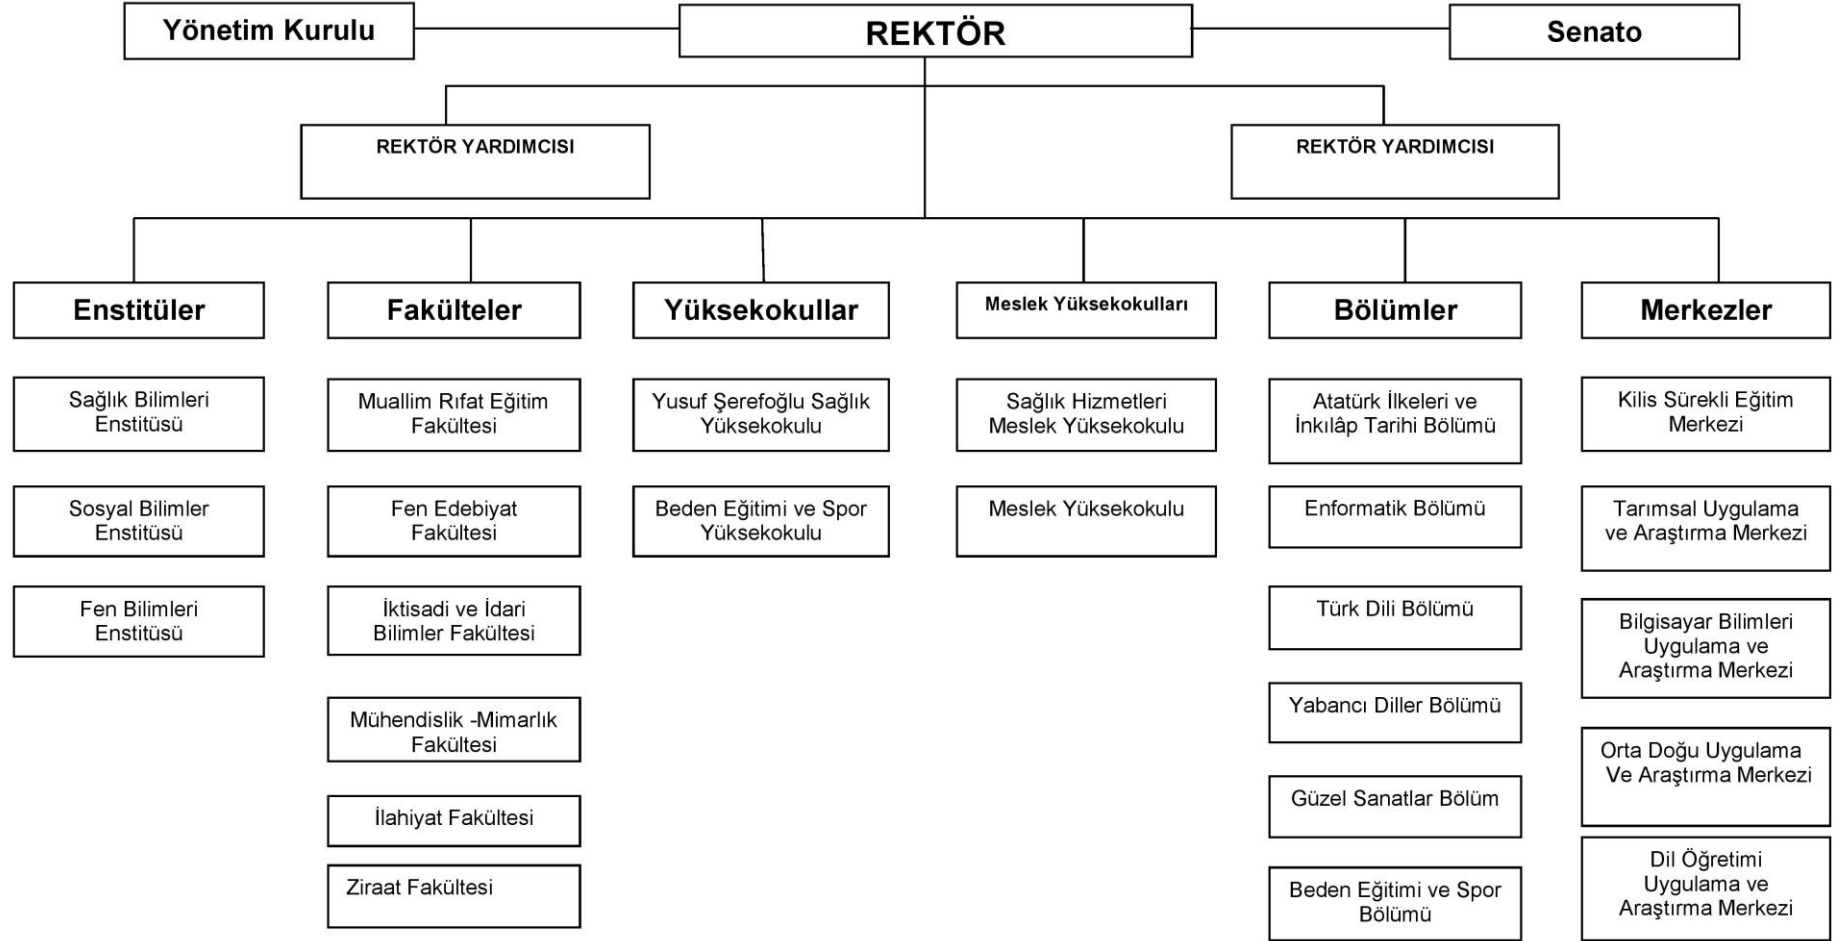 Yönetim Kurulu
REKTÖR
Senato
REKTÖR YARDIMCISI
REKTÖR YARDIMCISI
Enstitüler
Fakülteler
Yüksekokullar
Meslek Yüksekokulları
Bölümler
Merkezler
Sağlık Bilimleri
Enstitüsü
Sosyal Bilimler
Enstitüsü
Fen Bilimleri
Enstitüsü
Muallim Rıfat Eğitim
Fakültesi
Fen Edebiyat
Fakültesi
İktisadi ve İdari
Bilimler Fakültesi
Mühendislik -Mimarlık
Fakültesi
İlahiyat Fakültesi
Ziraat Fakültesi
Yusuf Şerefoğlu Sağlık
Yüksekokulu
Beden Eğitimi ve Spor
Yüksekokulu
Sağlık Hizmetleri
Meslek Yüksekokulu
Meslek Yüksekokulu
Atatürk İlkeleri ve
İnkılâp Tarihi Bölümü
Enformatik Bölümü
Türk Dili Bölümü
Yabancı Diller Bölümü
Güzel Sanatlar Bölüm
Beden Eğitimi ve Spor
Bölümü
Kilis Sürekli Eğitim
Merkezi
Tarımsal Uygulama
ve Araştırma Merkezi
Bilgisayar Bilimleri
Uygulama ve
Araştırma Merkezi
Orta Doğu Uygulama
Ve Araştırma Merkezi
Dil Öğretimi
Uygulama ve
Araştırma Merkezi